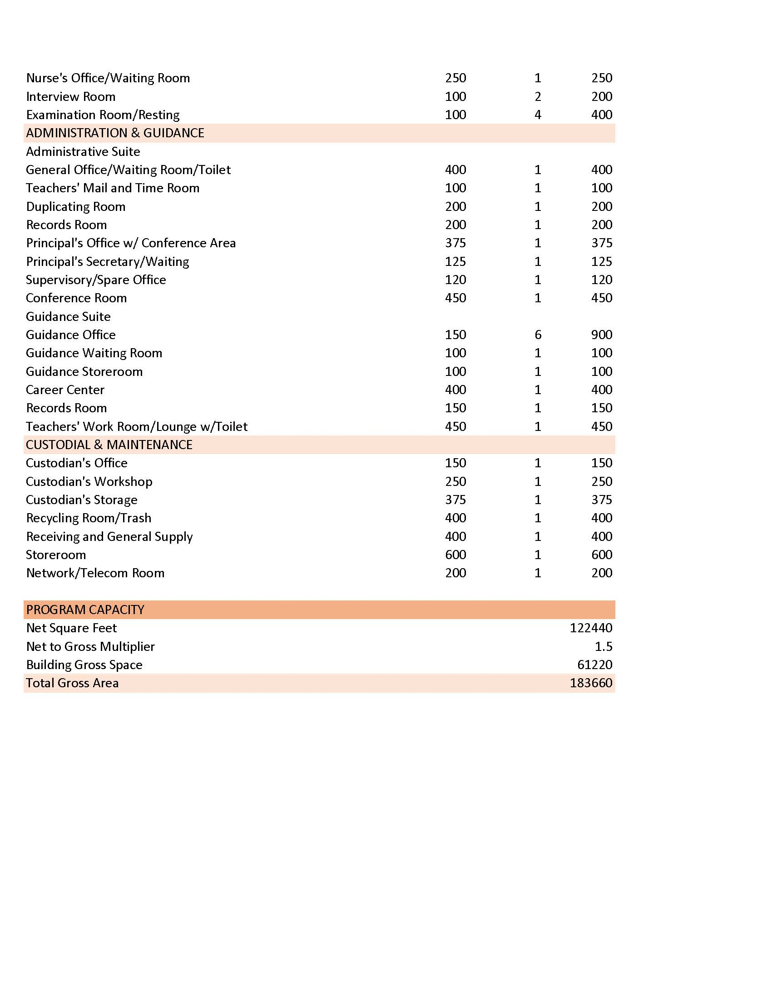 Nurse's Office/Waiting Room 250 1 250
Interview Room 100 2 200
Examination Room/Resting 100 4 400
ADMINISTRATION & GUIDANCE
Administrative Suite
General Office/Waiting Room/Toilet 400 1 400
Teachers' Mail and Time Room 100 1 100
Duplicating Room 200 1 200
Records Room 200 1 200
Principal's Office w/ Conference Area 375 1 375
Principal's Secretary/Waiting 125 1 125
Supervisory/Spare Office 120 1 120
Conference Room 450 1 450
Guidance Suite
Guidance Office 150 6 900
Guidance Waiting Room 100 1 100
Guidance Storeroom 100 1 100
Career Center 400 1 400
Records Room 150 1 150
Teachers' Work Room/Lounge w/Toilet 450 1 450
CUSTODIAL & MAINTENANCE
Custodian's Office 150 1 150
Custodian's Workshop 250 1 250
Custodian's Storage 375 1 375
Recycling Room/Trash 400 1 400
Receiving and General Supply 400 1 400
Storeroom 600 1 600
Network/Telecom Room 200 1 200
PROGRAM CAPACITY
Net Square Feet 122440
Net to Gross Multiplier 1.5
Building Gross Space 61220
Total Gross Area 183660